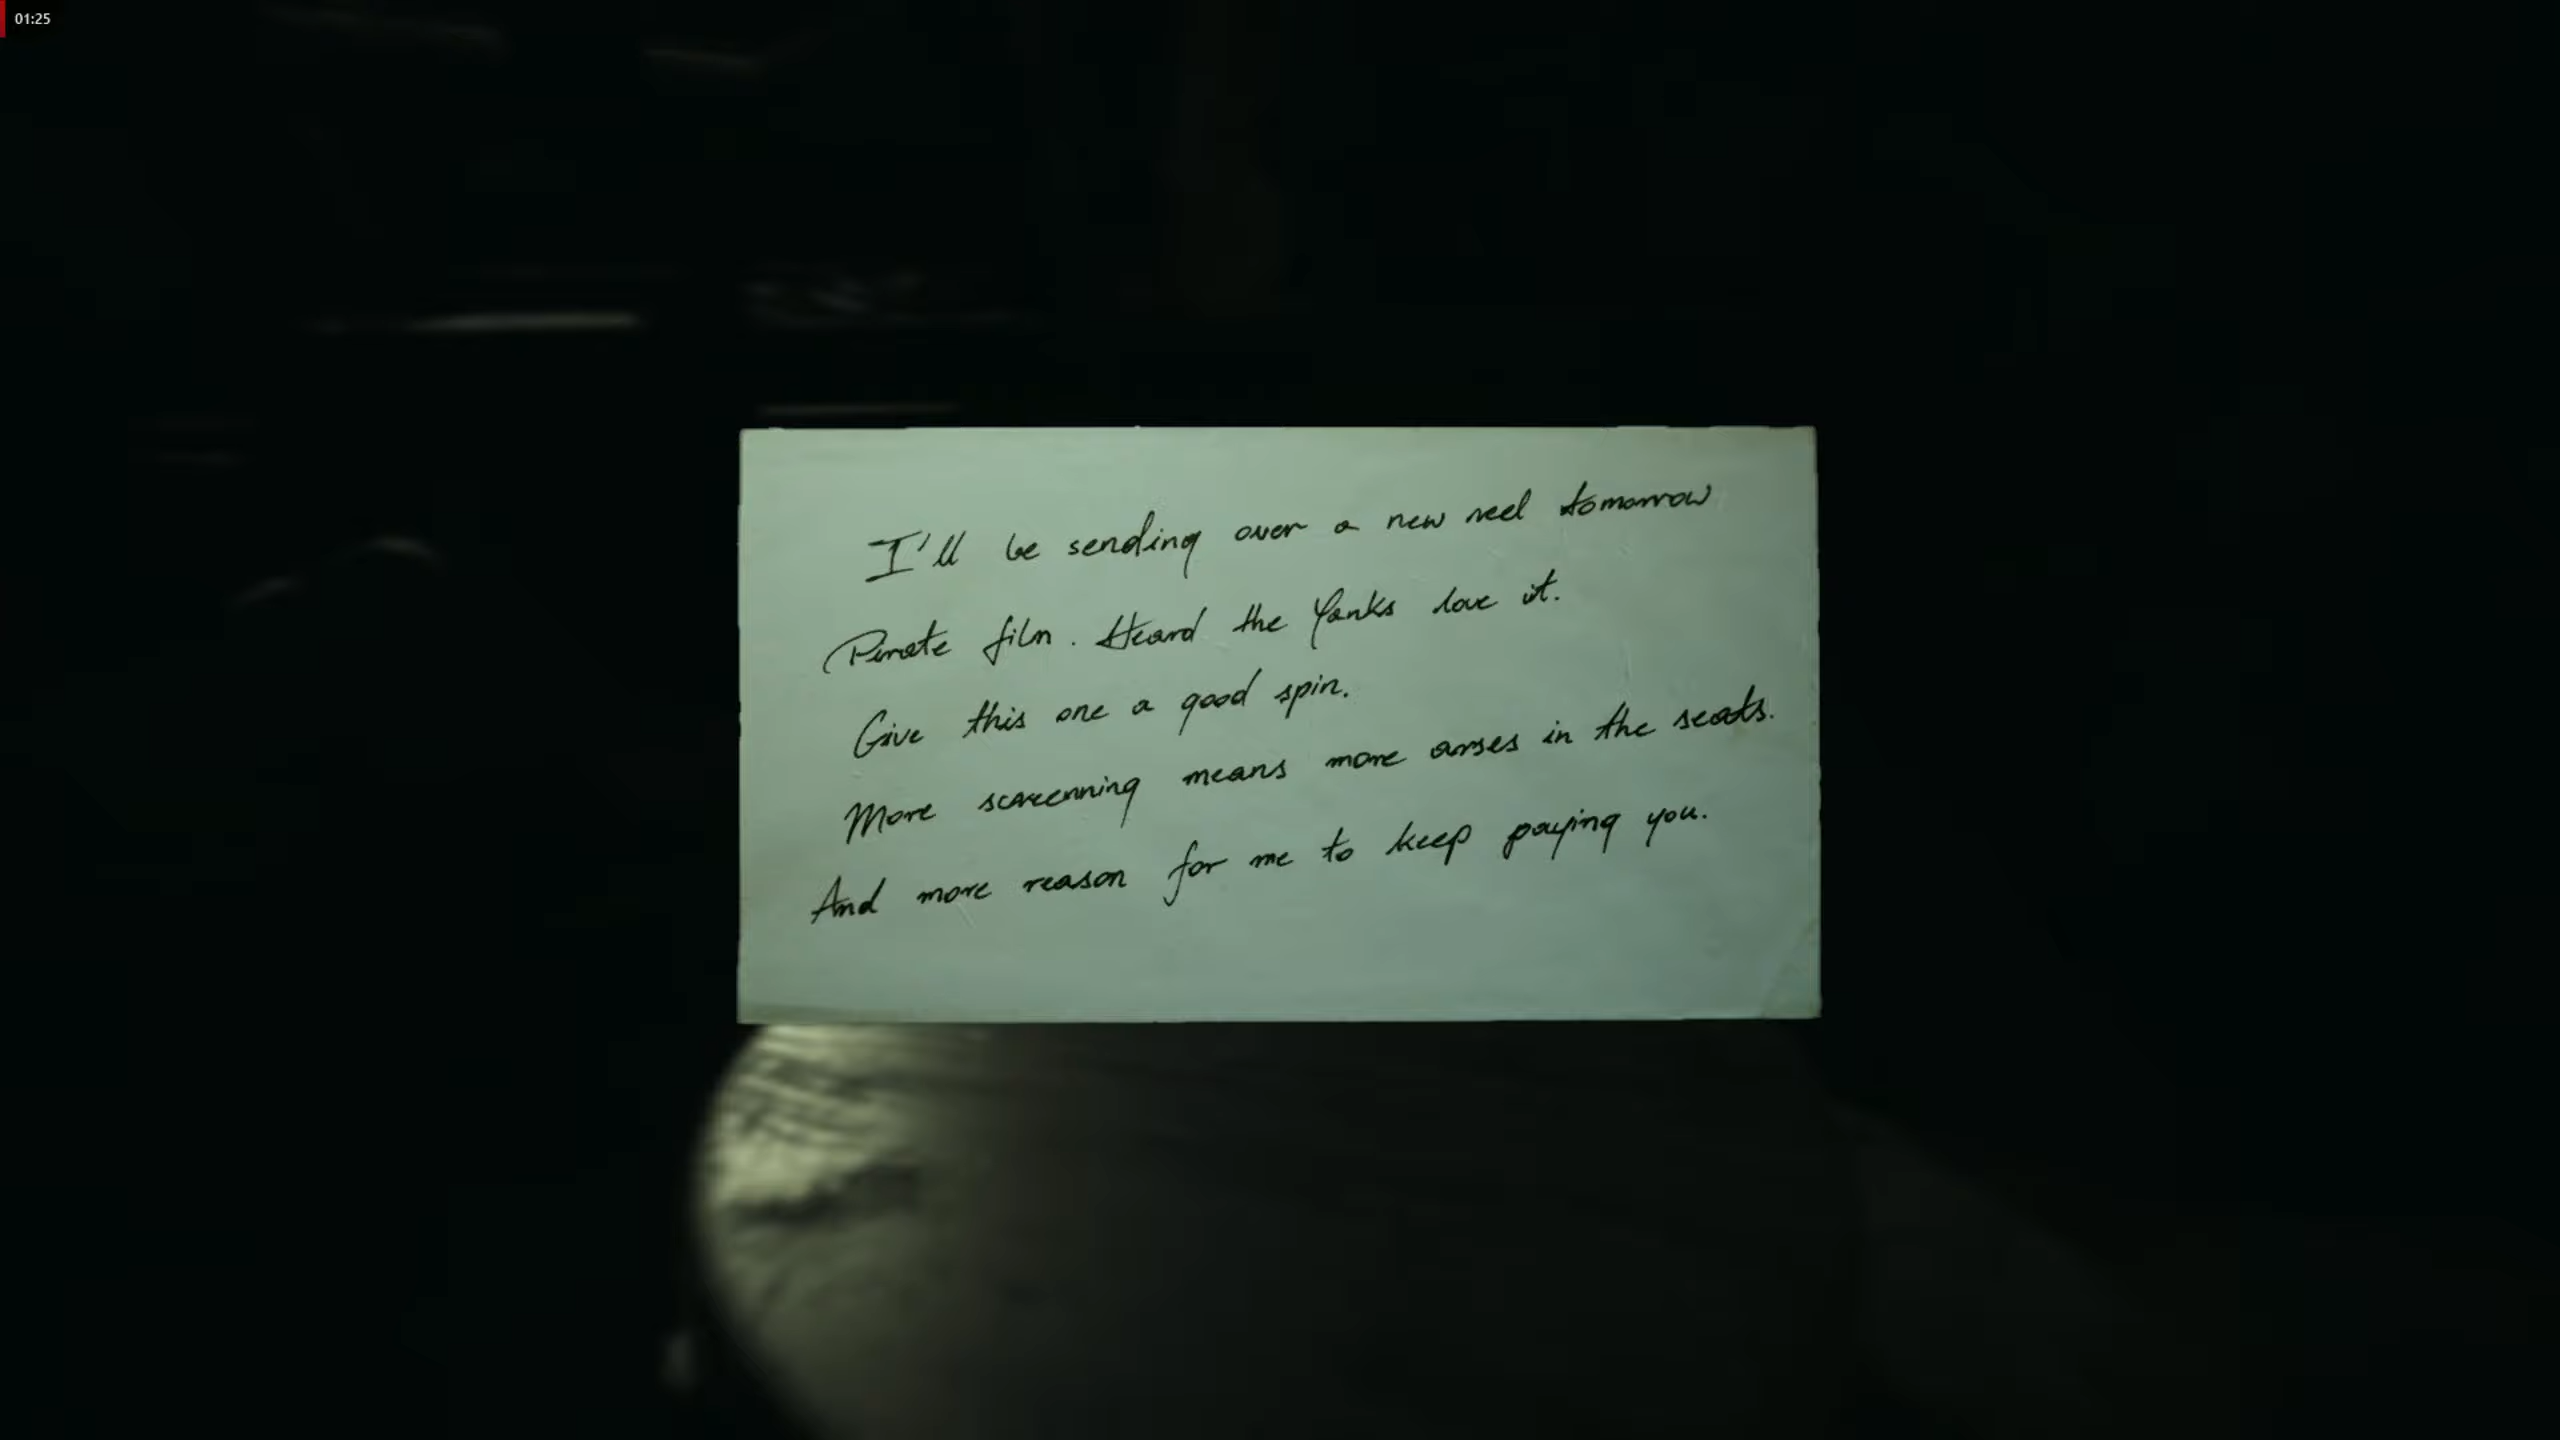 01:25
I'll be sending over a new reel tomorrow
Pirate film. Heard the Yanks love it.
Give this one a good spin.
More screenning means more arses in the seats.
And more reason for me to keep paying you.